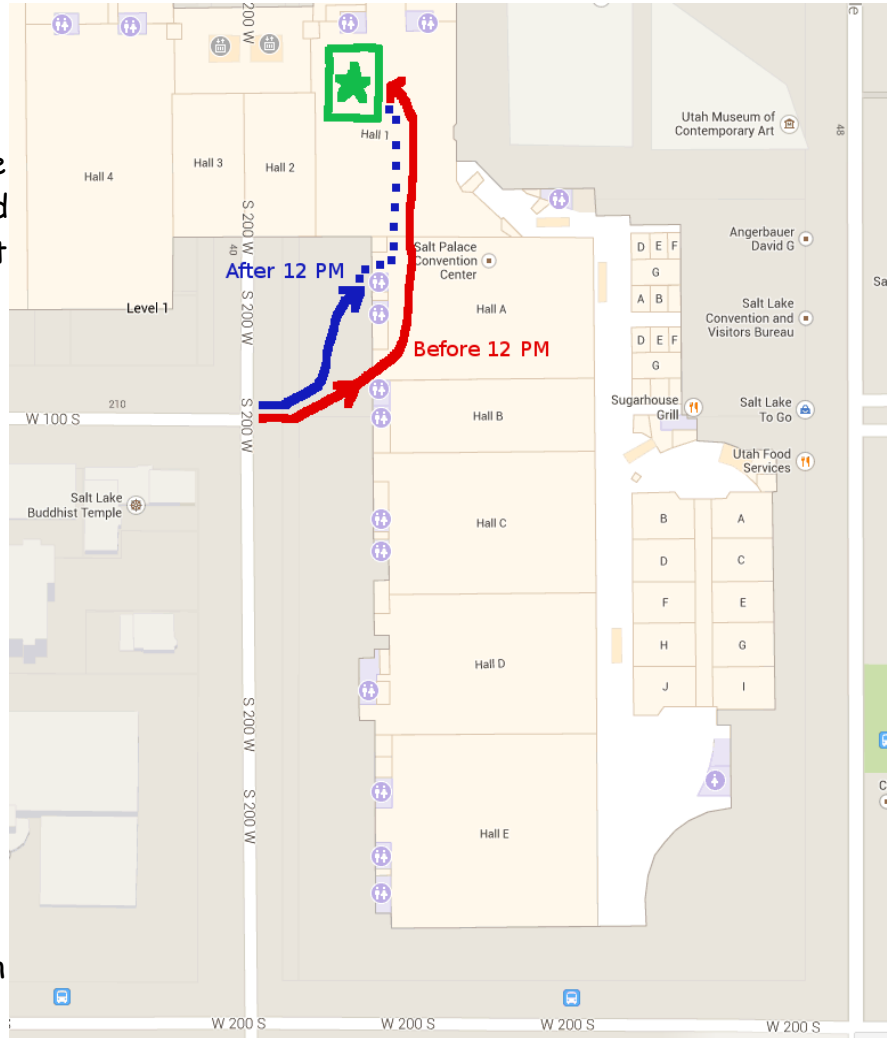 200 W
le
e
d
t
Utah Museum of
Contemporary Art
48
Hall 1
Hall 3
Hall 2
Hall 4
S 200 W
Angerbauer
David G
40
Salt Palace
Convention
Center
D E F
G
A B
After 12 PM
Sa
Level 1
S 200 W
Hall A
Salt Lake
Convention and
Visitors Bureau
D E F
G
Before 12 PM
210
W 100 S
S 200 W
Hall B
Sugarhouse
Grill
Salt Lake
To Go
Utah Food
Services
Salt Lake
Buddhist Temple
Hall C
B A
D C
F E
H G
J I
Hall D
S 200 W
C
S 200 W
Hall E
n
W 200 S
W 200 S
W 200 S
W 200 S